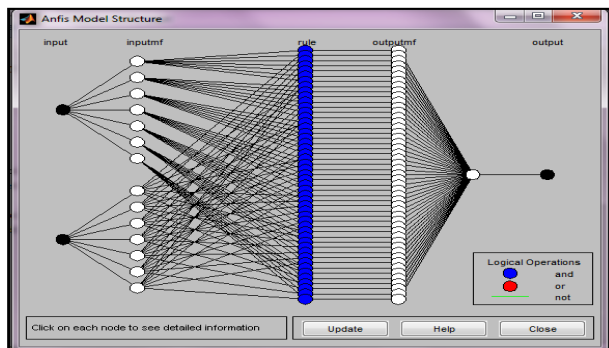 Anfis Model Structure
input inputmf rule outputmf output
Logical Operations
and
or
not
Click on each node to see detailed information Update Help Close